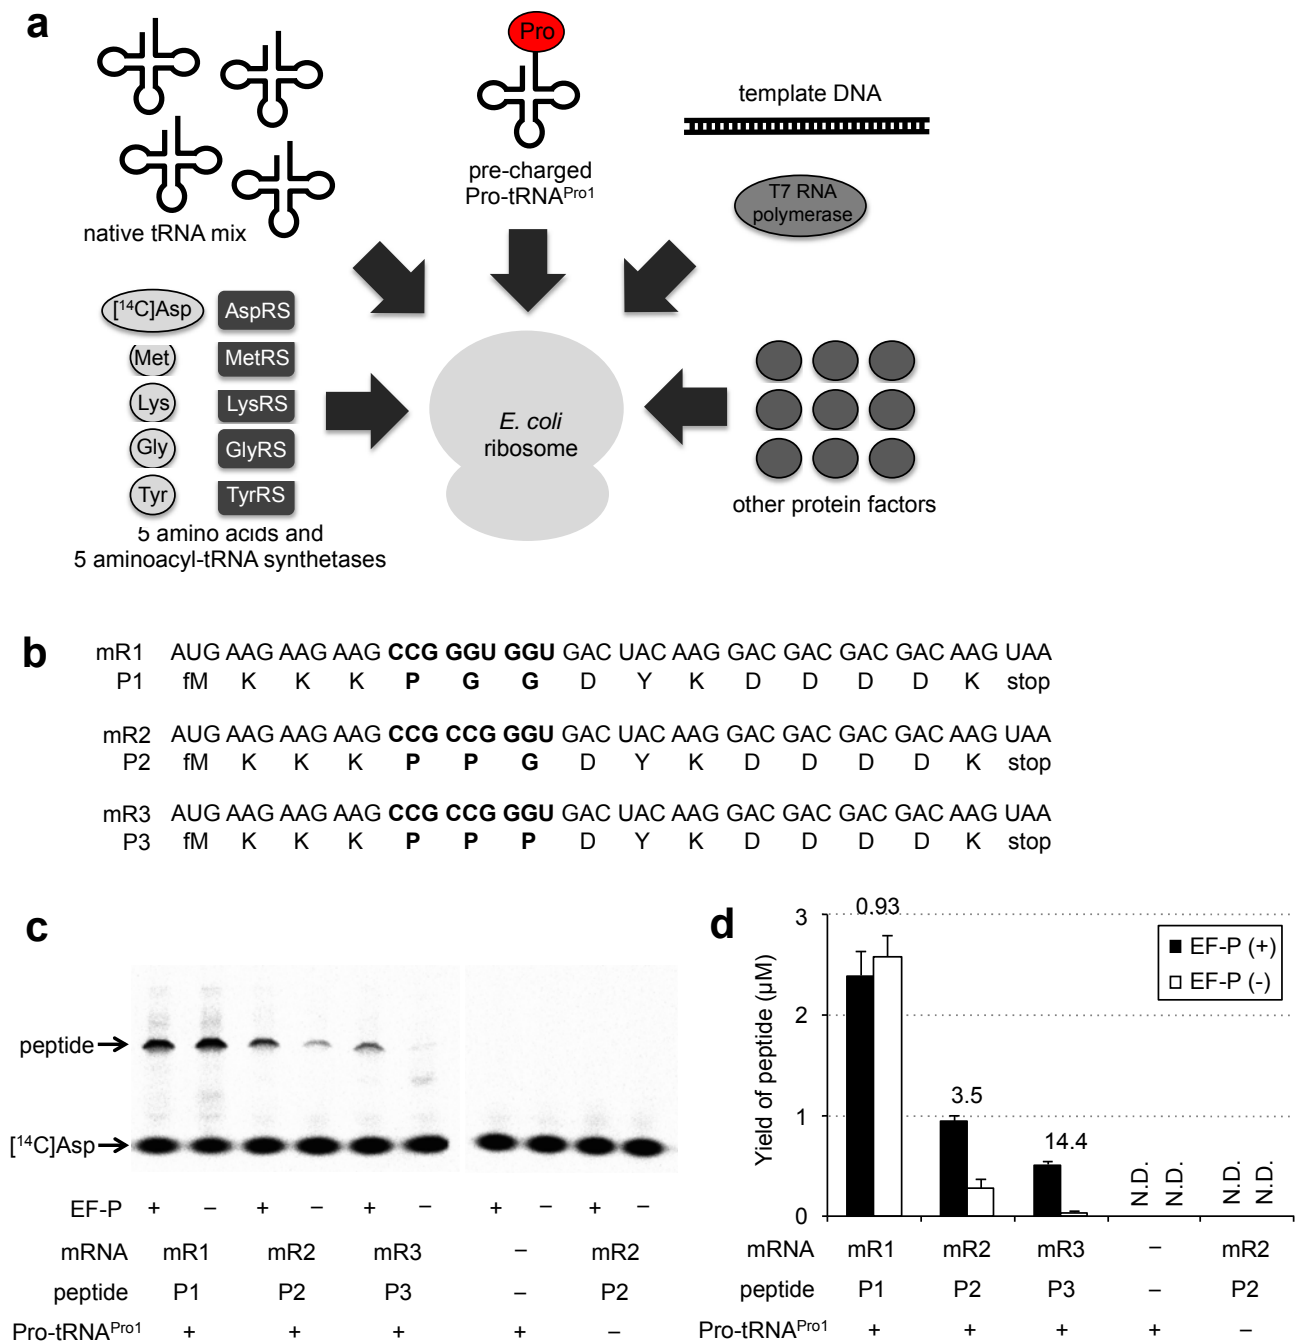 a
Pro
template DNA
pre-charged
Pro-tRNAPro1
T7 RNA
polymerase
native tRNA mix
[14C]Asp AspRS
Met MetRS
Lys LysRS
Gly GlyRS
Tyr TyrRS
5 amino acids and
5 aminoacyl-tRNA synthetases
E. coli
ribosome
other protein factors
b
mR1 AUG AAG AAG AAG CCG GGU GGU GAC UAC AAG GAC GAC GAC GAC AAG UAA
P1 fM K K K P G G D Y K D D D D K stop
mR2 AUG AAG AAG AAG CCG CCG GGU GAC UAC AAG GAC GAC GAC GAC AAG UAA
P2 fM K K K P P G D Y K D D D D K stop
mR3 AUG AAG AAG AAG CCG CCG GGU GAC UAC AAG GAC GAC GAC GAC AAG UAA
P3 fM K K K P P P D Y K D D D D K stop
c
peptide
[14C]Asp
EF-P + – + – + – + – + –
mRNA mR1 mR2 mR3 – mR2
peptide P1 P2 P3 – P2
Pro-tRNAPro1 + + + + –
d
Yield of peptide (µM)
3
2
1
0
0.93
3.5
14.4
N.D.
N.D.
N.D.
N.D.
EF-P (+)
EF-P (-)
mRNA mR1 mR2 mR3 – mR2
peptide P1 P2 P3 – P2
Pro-tRNAPro1 + + + + –